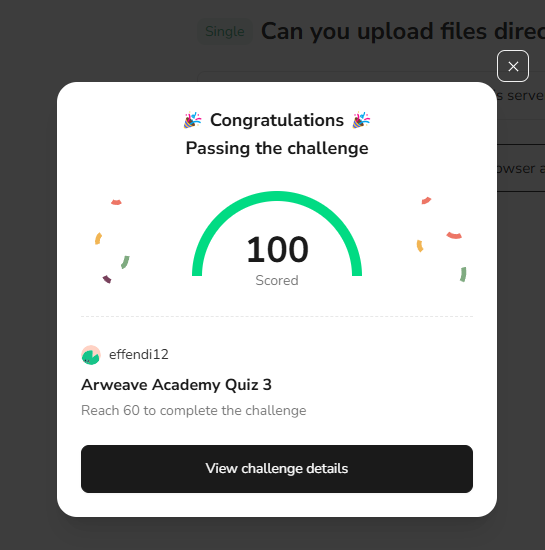 Single Can you upload files direc
s serve
🎉 Congratulations 🎉
Passing the challenge
owser a
100
Scored
effendi12
Arweave Academy Quiz 3
Reach 60 to complete the challenge
View challenge details